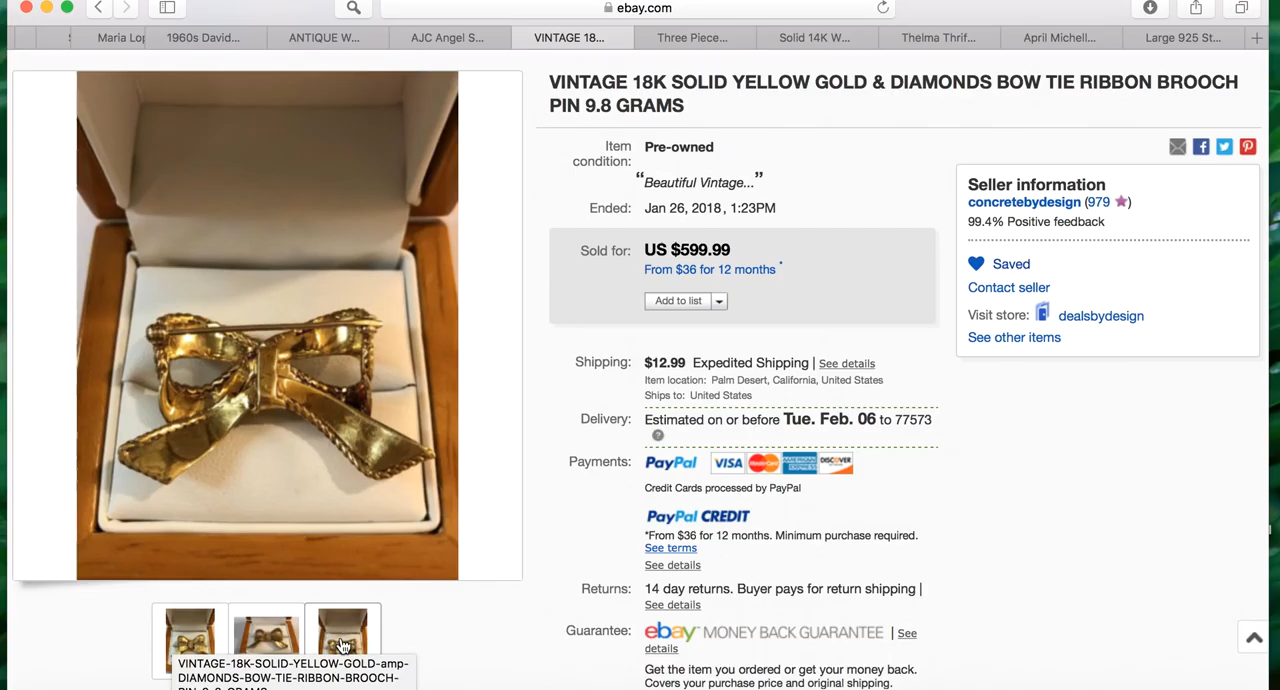 ebay.com
Maria Lop
1960s David...
ANTIQUE W...
AJC Angel S...
VINTAGE 18...
Three Piece...
Solid 14K W...
Thelma Thrif...
April Michell...
Large 925 St...
VINTAGE 18K SOLID YELLOW GOLD & DIAMONDS BOW TIE RIBBON BROOCH
PIN 9.8 GRAMS
Item condition: Pre-owned
“Beautiful Vintage...”
Ended: Jan 26, 2018 , 1:23PM
Sold for: US $599.99
From $36 for 12 months *
Add to list
Seller information
concretebydesign (979 )
99.4% Positive feedback
Saved
Contact seller
Visit store: dealsbydesign
See other items
Shipping: $12.99 Expedited Shipping | See details
Item location: Palm Desert, California, United States
Ships to: United States
Delivery: Estimated on or before Tue. Feb. 06 to 77573
?
Payments: PayPal VISA MasterCard AMERICAN EXPRESS DISCOVER
Credit Cards processed by PayPal
PayPal CREDIT
*From $36 for 12 months. Minimum purchase required.
See terms
See details
Returns: 14 day returns. Buyer pays for return shipping |
See details
Guarantee: ebay MONEY BACK GUARANTEE | See
details
Get the item you ordered or get your money back.
Covers your purchase price and original shipping.
VINTAGE-18K-SOLID-YELLOW-GOLD-amp-
DIAMONDS-BOW-TIE-RIBBON-BROOCH-
PIN-9-8-GRAMS